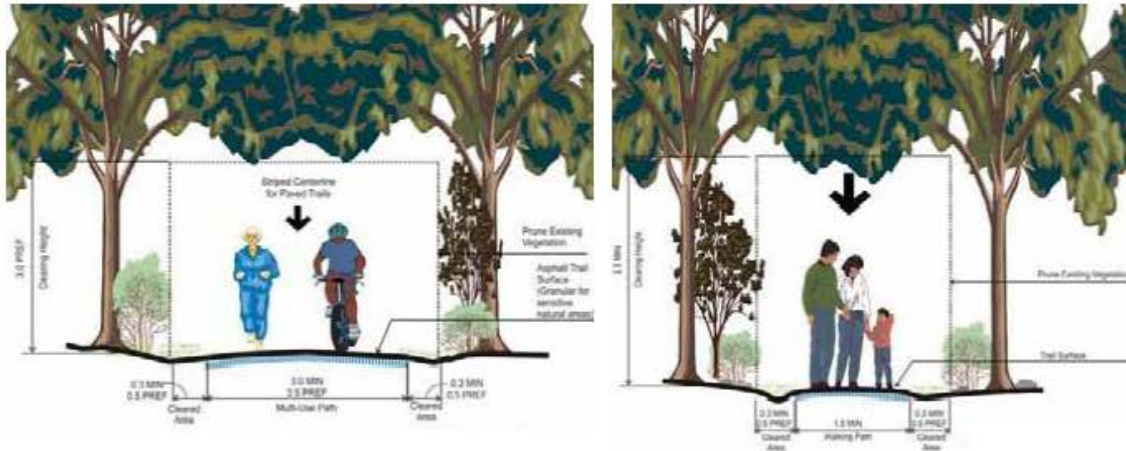 Striped Centerline
for Paved Trails
3.0 PREF
Clearing Height
Prune Existing
Vegetation
Asphalt Trail
Surface
(Granular for
sensitive
natural areas)
0.3 MIN
0.5 PREF
Cleared
Area
3.0 MIN
3.5 PREF
Multi-Use Path
0.3 MIN
0.5 PREF
Cleared
Area
MIN
Clearing Height
Prune Existing Vegetation
Trail Surface
0.3 MIN
0.5 PREF
Cleared
Area
1.5 MIN
Walking Path
0.3 MIN
0.5 PREF
Cleared
Area